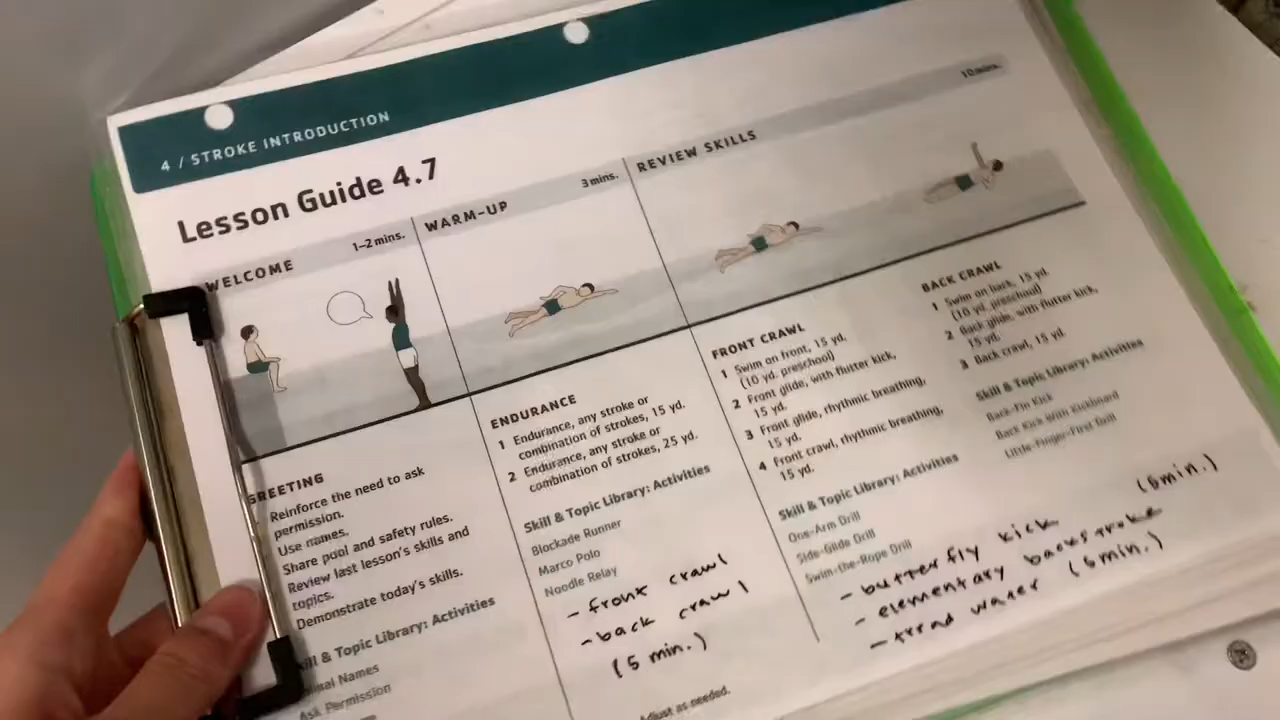 4 / STROKE INTRODUCTION
Lesson Guide 4.7
WELCOME
1–2 mins.
GREETING
Reinforce the need to ask
permission.
Use names.
Share pool and safety rules.
Review last lesson's skills and
topics.
Demonstrate today's skills.
Skill & Topic Library: Activities
Animal Names
Ask Permission
WARM-UP
3 mins.
ENDURANCE
1 Endurance, any stroke or
combination of strokes, 15 yd.
2 Endurance, any stroke or
combination of strokes, 25 yd.
Skill & Topic Library: Activities
Blockade Runner
Marco Polo
Noodle Relay
- front crawl
- back crawl
(5 min.)
Adjust as needed.
REVIEW SKILLS
10 mins.
FRONT CRAWL
1 Swim on front, 15 yd.
(10 yd. preschool)
2 Front glide, with flutter kick,
15 yd.
3 Front glide, rhythmic breathing,
15 yd.
4 Front crawl, rhythmic breathing,
15 yd.
Skill & Topic Library: Activities
One-Arm Drill
Side-Glide Drill
Swim-the-Rope Drill
BACK CRAWL
1 Swim on back, 15 yd.
(10 yd. preschool)
2 Back glide, with flutter kick,
15 yd.
3 Back crawl, 15 yd.
Skill & Topic Library: Activities
Back-Fin Kick
Back Kick With Kickboard
Little-Finger-First Drill
- butterfly kick (5min.)
- elementary backstroke
- tread water (5min.)